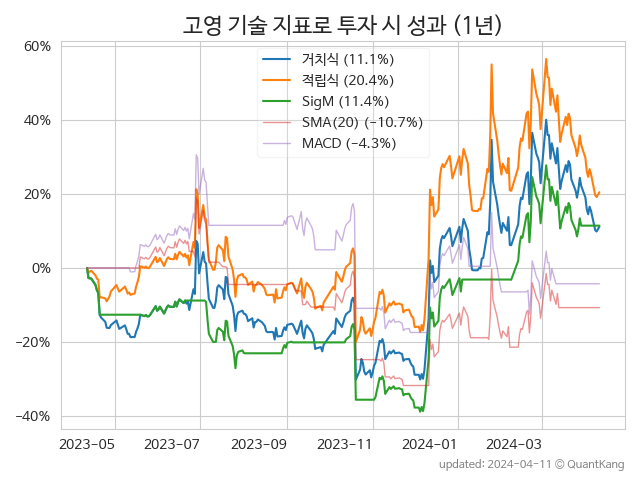 고영 기술 지표로 투자 시 성과 (1년)
60%
40%
20%
0%
−20%
−40%
거치식 (11.1%)
적립식 (20.4%)
SigM (11.4%)
SMA(20) (−10.7%)
MACD (−4.3%)
2023-05 2023-07 2023-09 2023-11 2024-01 2024-03
updated: 2024-04-11 © QuantKang